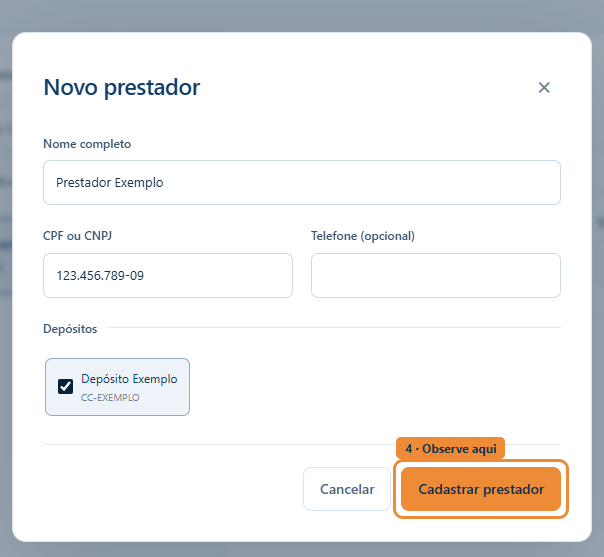 Novo prestador
Nome completo
Prestador Exemplo
CPF ou CNPJ
Telefone (opcional)
123.456.789-09
Depósitos
Depósito Exemplo
CC-EXEMPLO
4 · Observe aqui
Cancelar
Cadastrar prestador